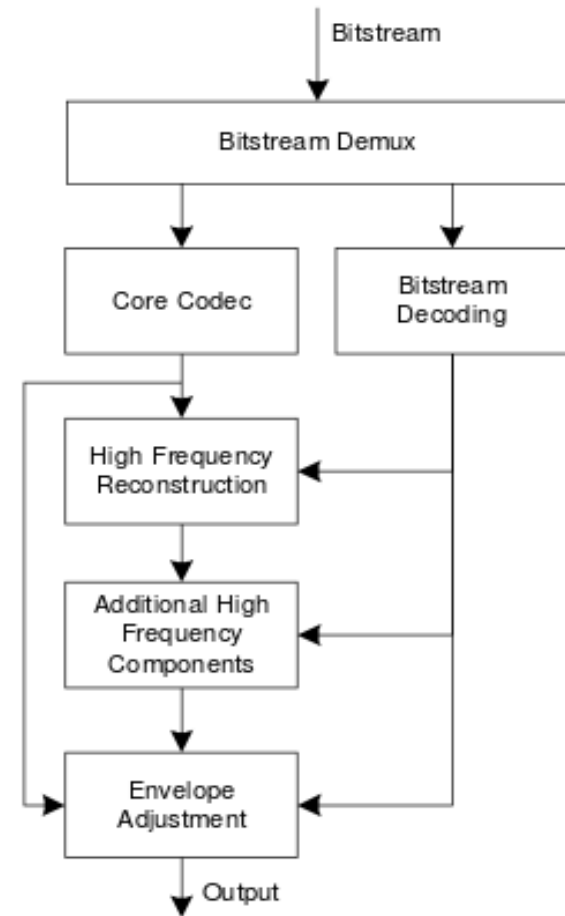 Bitstream
Bitstream Demux
Core Codec
Bitstream
Decoding
High Frequency
Reconstruction
Additional High
Frequency
Components
Envelope
Adjustment
Output